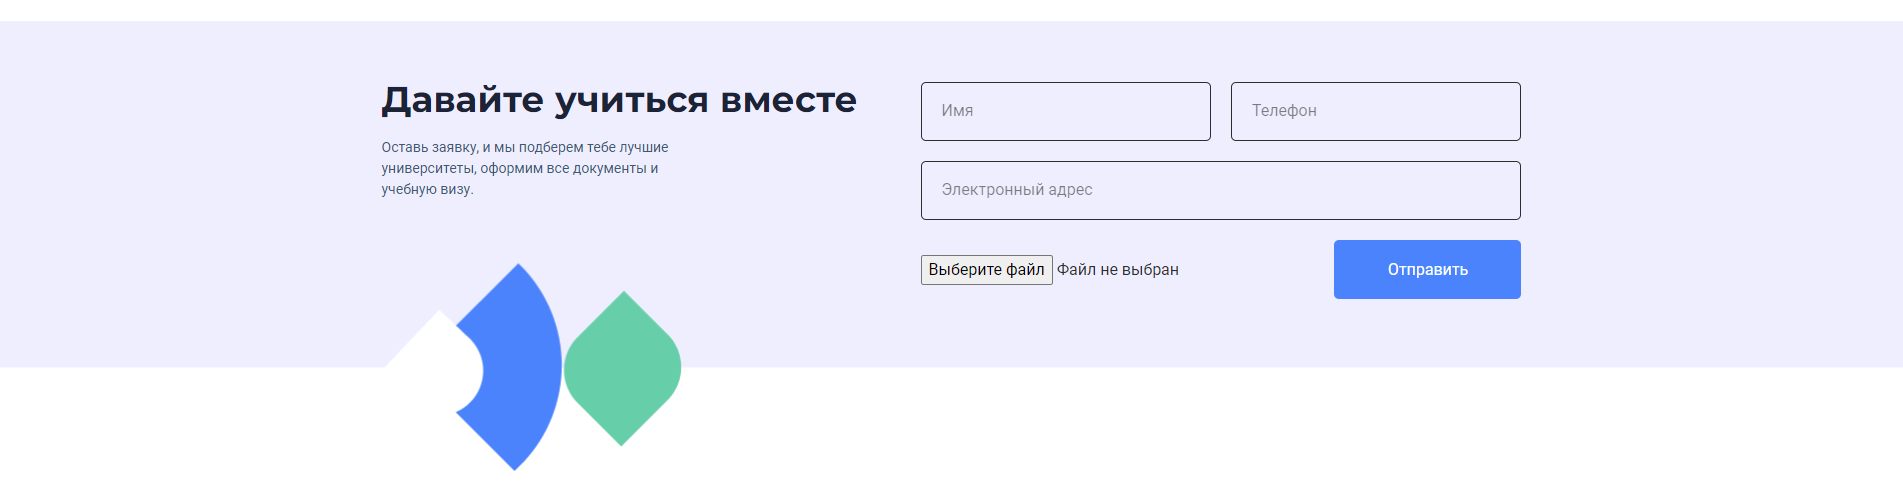 Давайте учиться вместе
Оставь заявку, и мы подберем тебе лучшие
университеты, оформим все документы и
учебную визу.
Имя
Телефон
Электронный адрес
Выберите файл Файл не выбран
Отправить